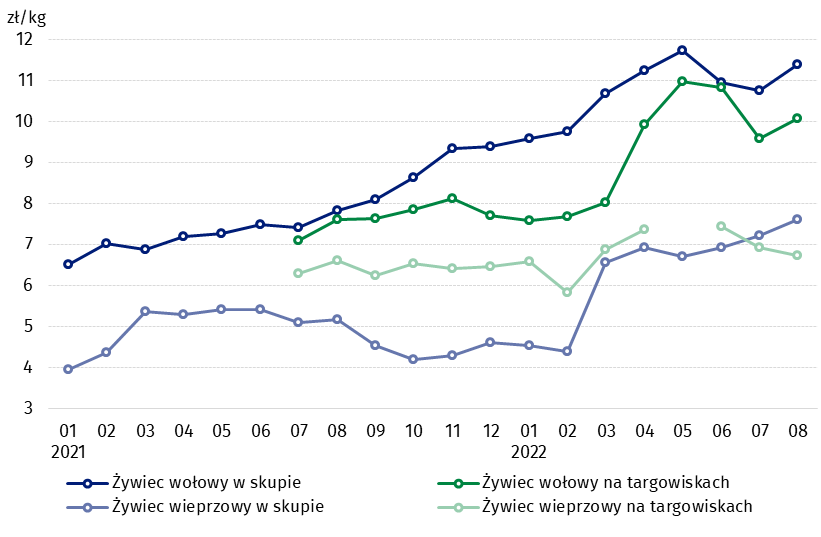 zł/kg
12
11
10
9
8
7
6
5
4
3
01 02 03 04 05 06 07 08 09 10 11 12 01 02 03 04 05 06 07 08
2021 2022
Żywiec wołowy w skupie Żywiec wołowy na targowiskach
Żywiec wieprzowy w skupie Żywiec wieprzowy na targowiskach